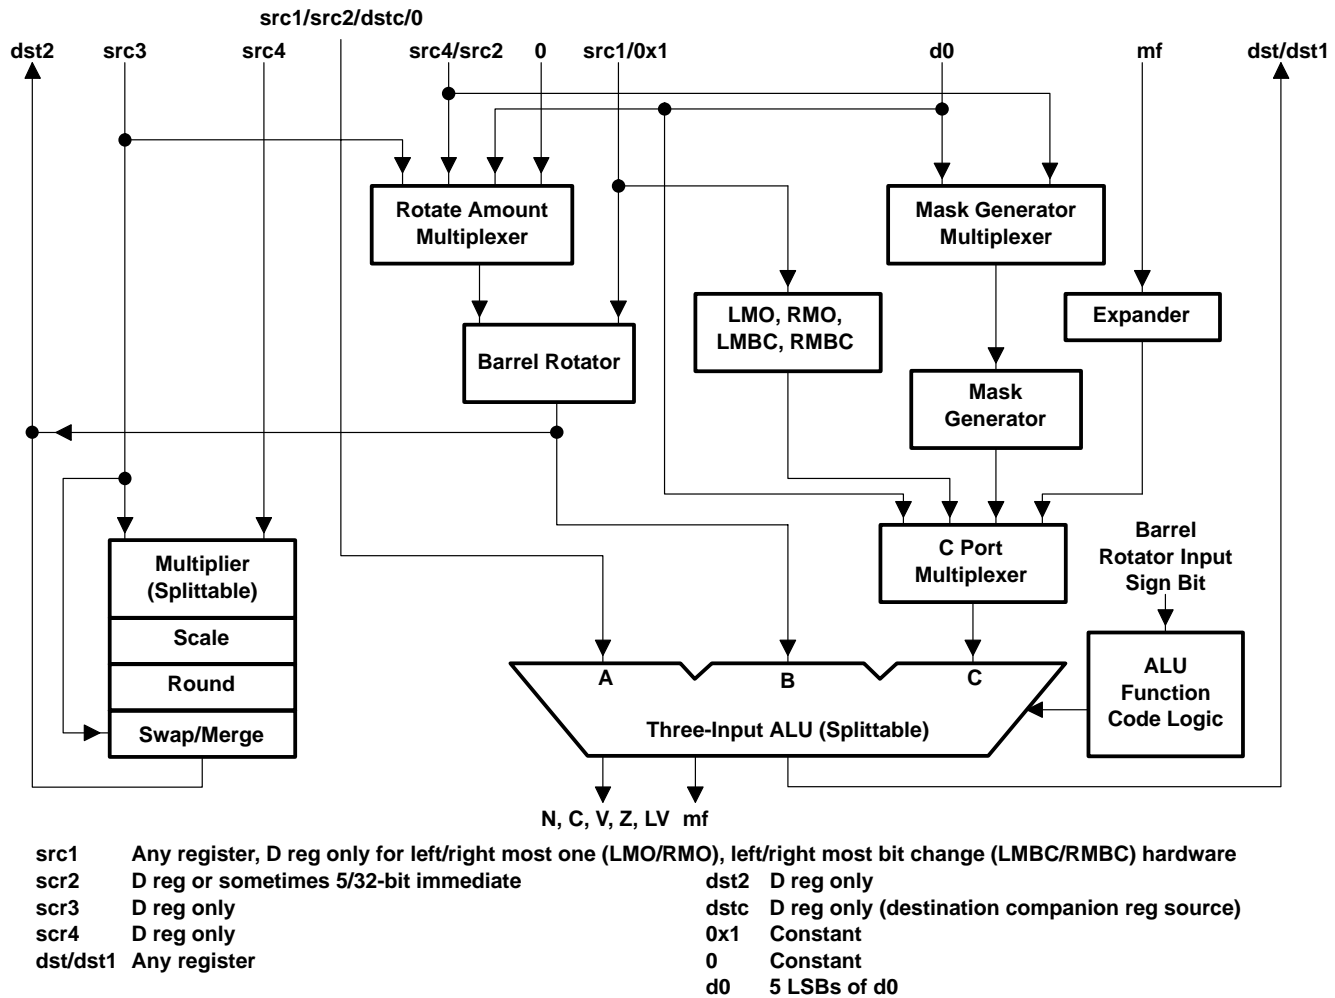 src1/src2/dstc/0
dst2 src3 src4 src4/src2 0 src1/0x1 d0 mf dst/dst1
Rotate Amount
Multiplexer
Mask Generator
Multiplexer
LMO, RMO,
LMBC, RMBC
Expander
Barrel Rotator
Mask
Generator
C Port
Multiplexer
Barrel
Rotator Input
Sign Bit
Multiplier
(Splittable)
Scale
Round
Swap/Merge
A B C
Three-Input ALU (Splittable)
ALU
Function
Code Logic
N, C, V, Z, LV mf
src1 Any register, D reg only for left/right most one (LMO/RMO), left/right most bit change (LMBC/RMBC) hardware
scr2 D reg or sometimes 5/32-bit immediate
scr3 D reg only
scr4 D reg only
dst/dst1 Any register
dst2 D reg only
dstc D reg only (destination companion reg source)
0x1 Constant
0 Constant
d0 5 LSBs of d0